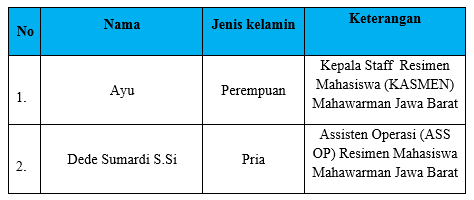 No Nama Jenis kelamin Keterangan
1. Ayu Perempuan Kepala Staff Resimen
Mahasiswa (KASMEN)
Mahawarman Jawa Barat
2. Dede Sumardi S.Si Pria Assisten Operasi (ASS
OP) Resimen Mahasiswa
Mahawarman Jawa Barat